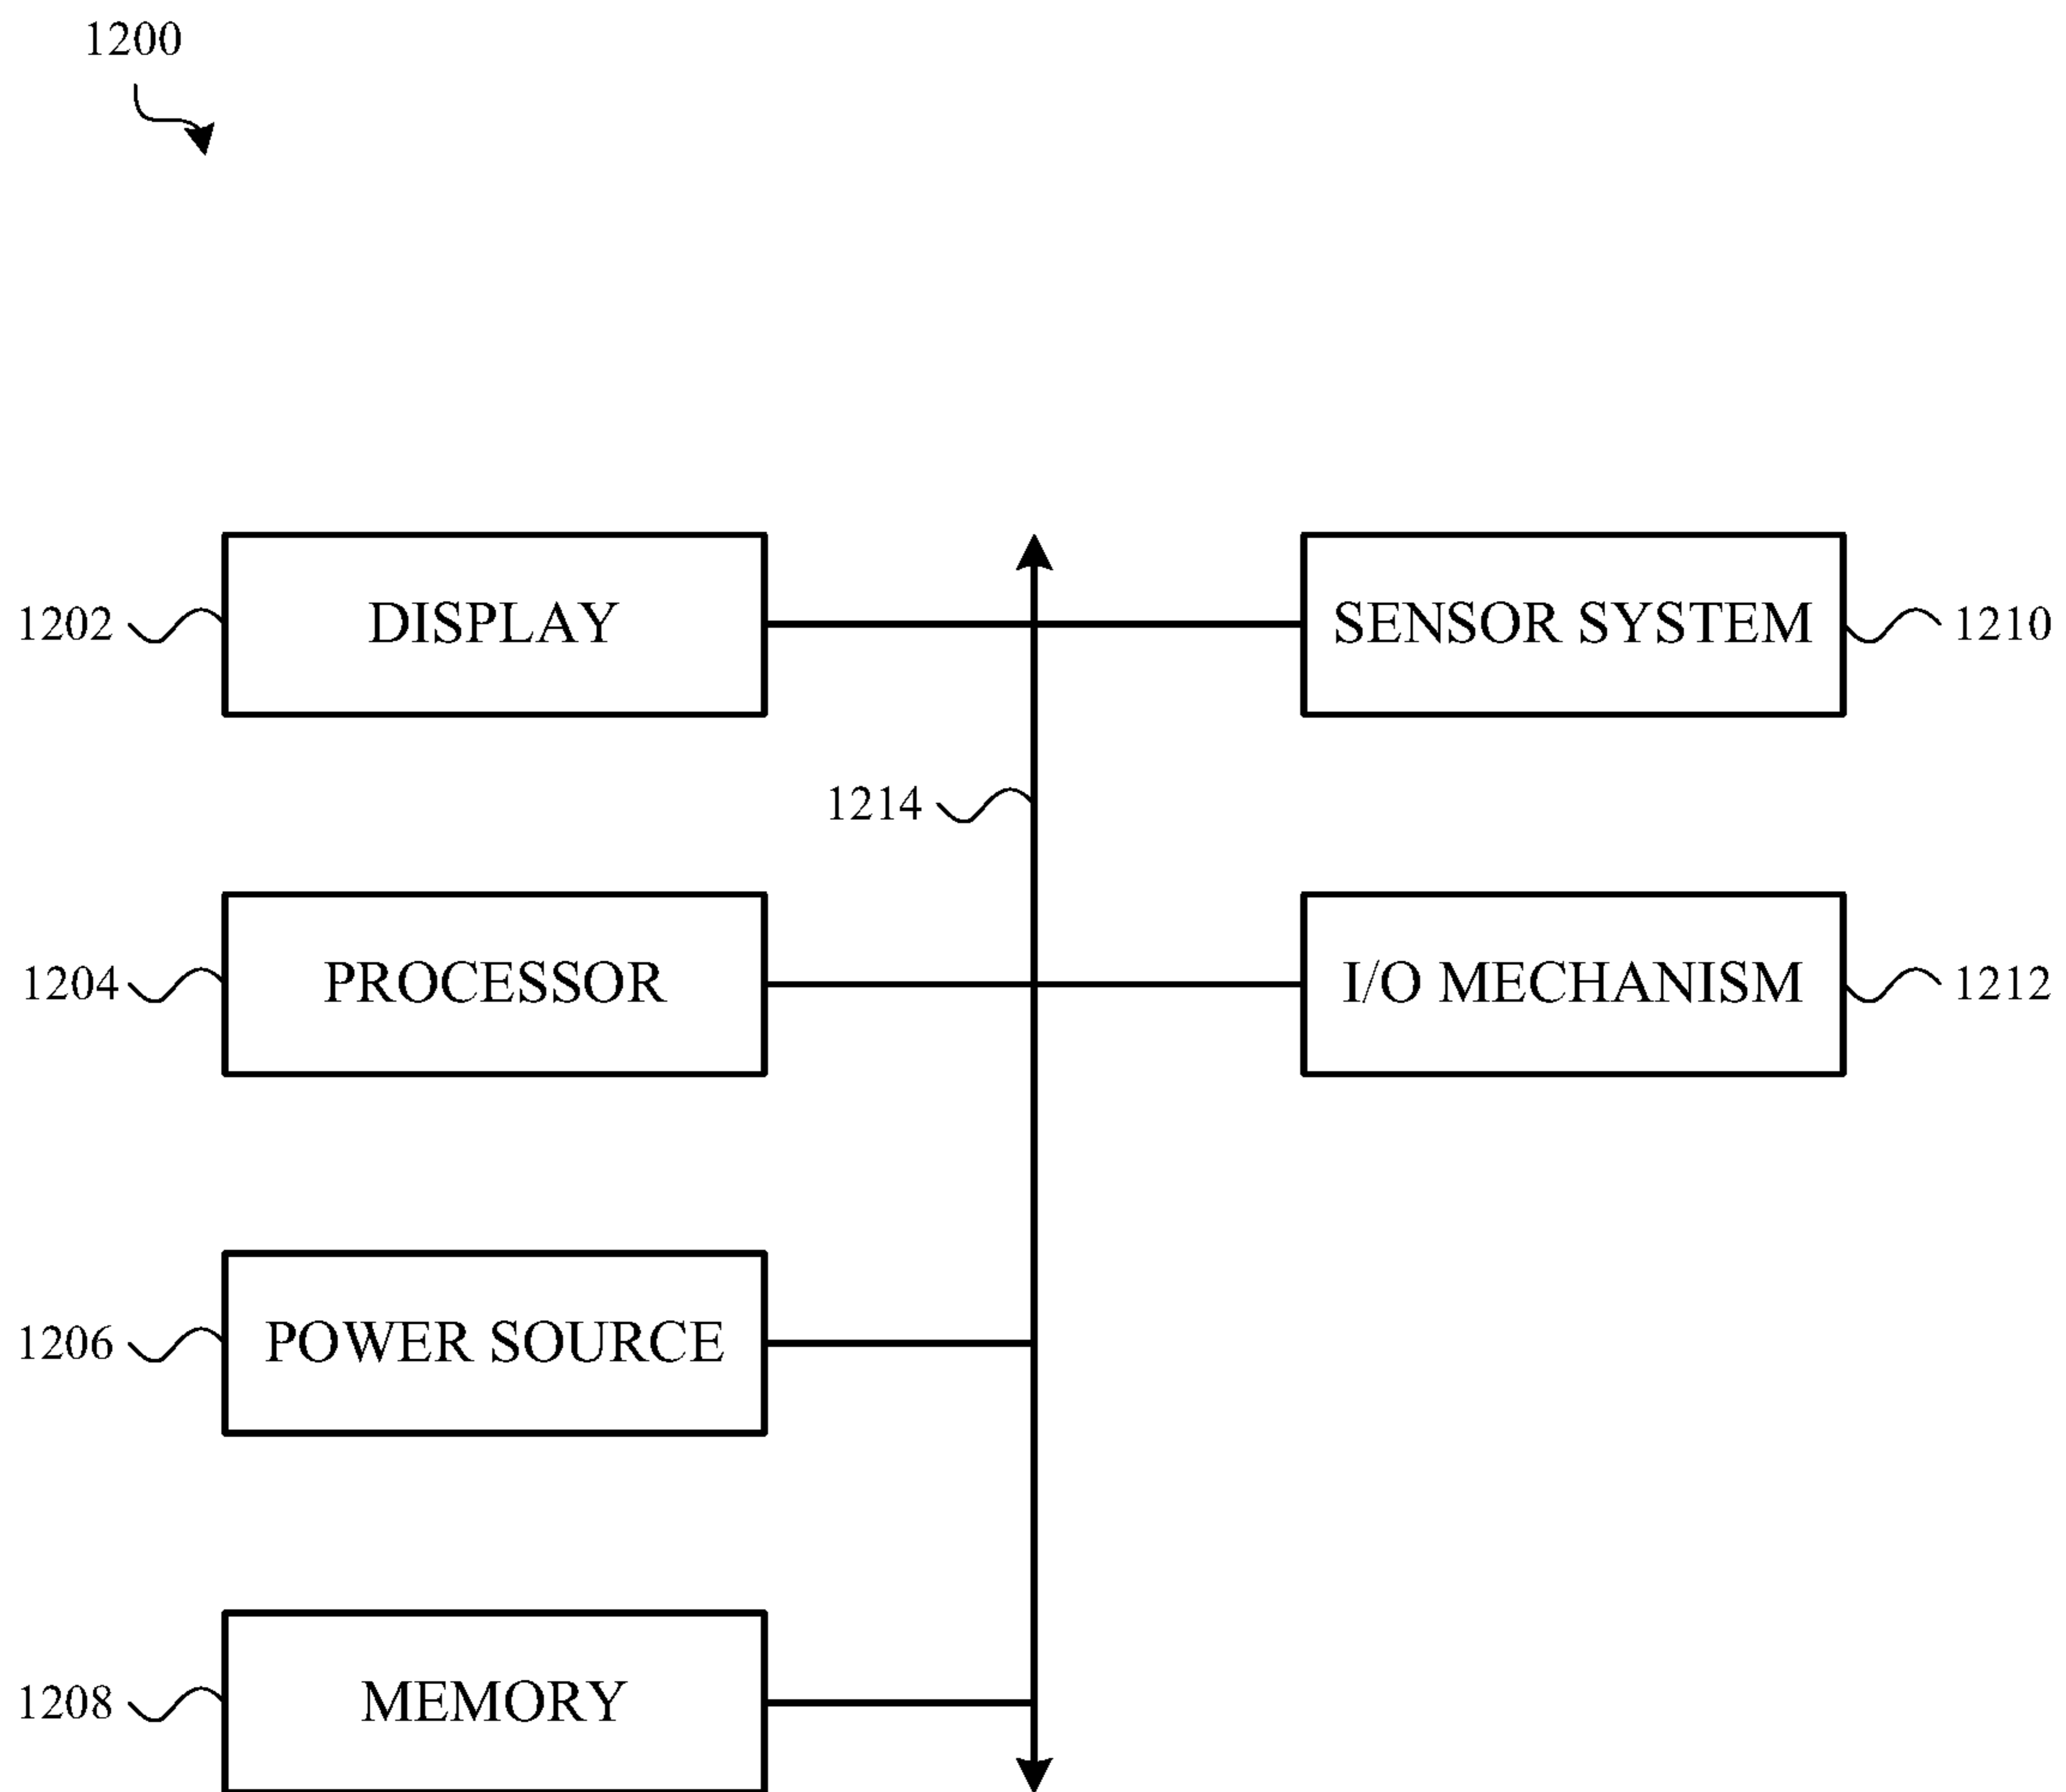 1200
1202 DISPLAY SENSOR SYSTEM 1210
1214
1204 PROCESSOR I/O MECHANISM 1212
1206 POWER SOURCE
1208 MEMORY